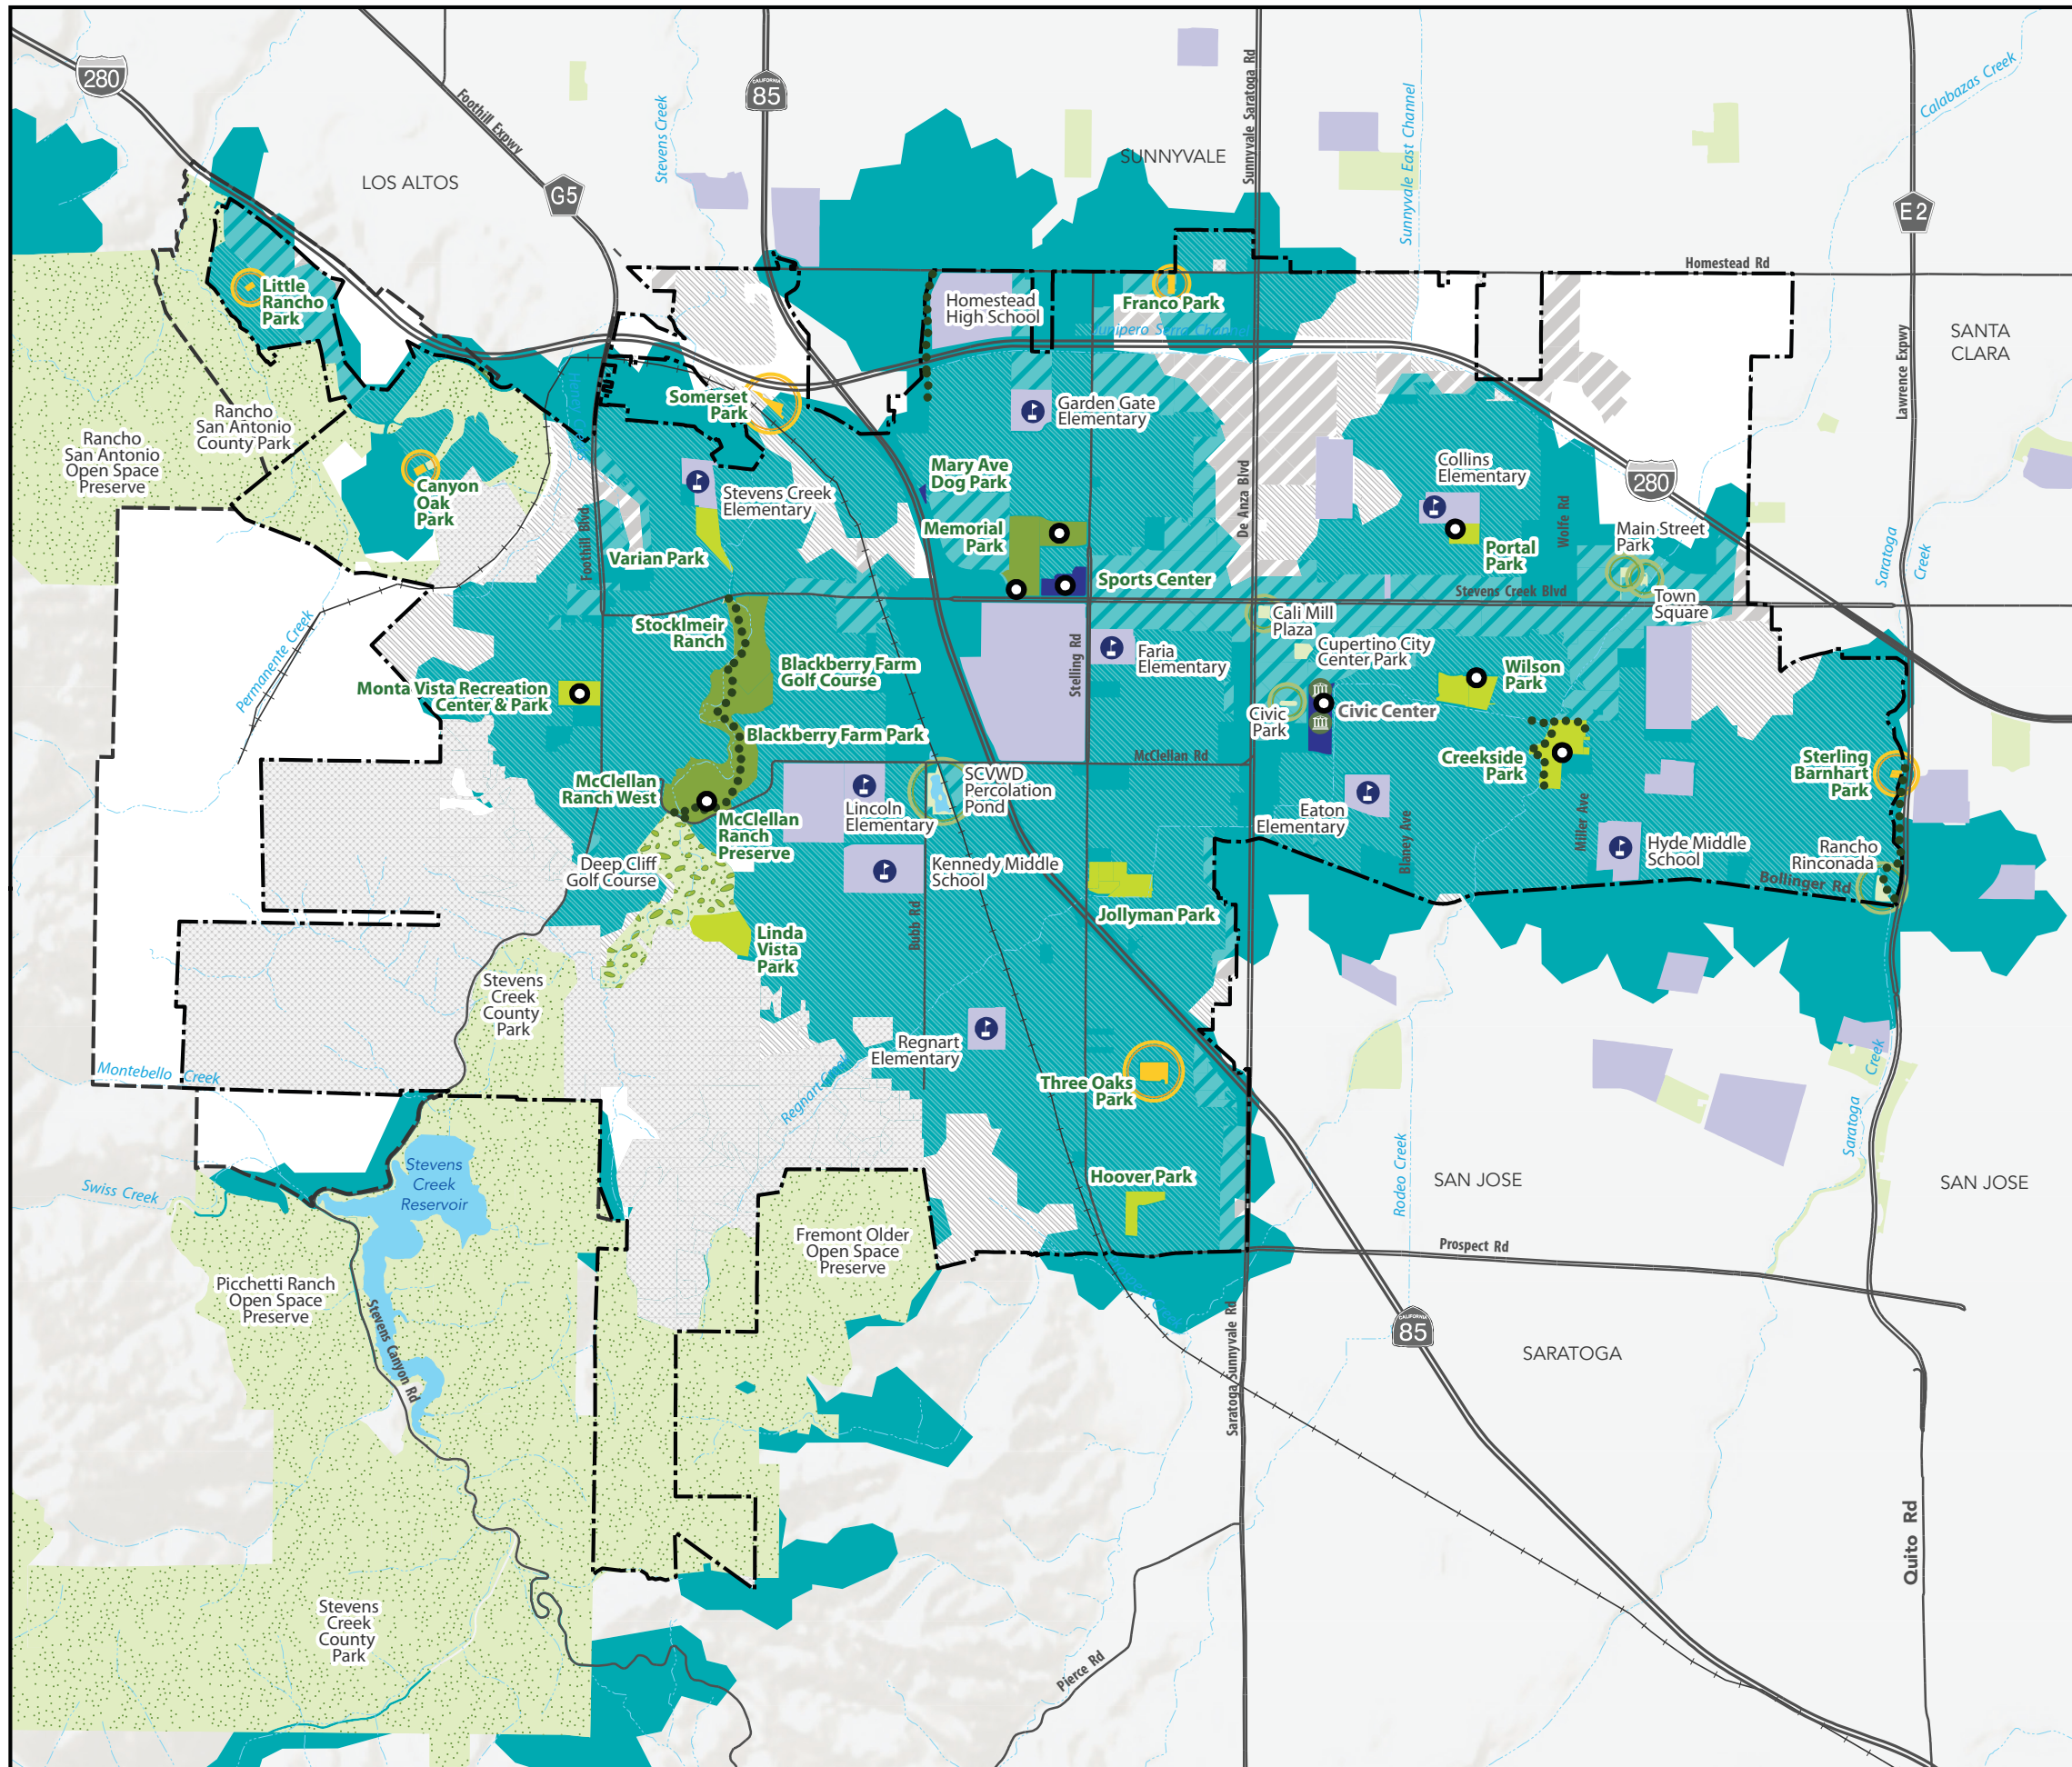 280
Foothill Expwy
Stevens Creek
CALIFORNIA
85
Sunnyvale Saratoga Rd
Sunnyvale East Channel
Calabazas Creek
LOS ALTOS
SUNNYVALE
G5
E2
Homestead Rd
Little
Rancho
Park
Homestead
High School
Franco Park
Junipero Serra Channel
SANTA
CLARA
Lawrence Expwy
Rancho
San Antonio
County Park
Rancho
San Antonio
Open Space
Preserve
Somerset
Park
Garden Gate
Elementary
Canyon
Oak
Park
Stevens Creek
Elementary
Mary Ave
Dog Park
Memorial
Park
De Anza Blvd
Collins
Elementary
280
Wolfe Rd
Main Street
Park
Portal
Park
Foothill Blvd
Varian Park
Sports Center
Stevens Creek Blvd
Town
Square
Saratoga
Creek
Permanente Creek
Stocklmeir
Ranch
Blackberry Farm
Golf Course
Stelling Rd
Faria
Elementary
Cali Mill
Plaza
Cupertino City
Center Park
Wilson
Park
Monta Vista Recreation
Center & Park
Blackberry Farm Park
Civic
Park
Civic Center
McClellan Rd
Creekside
Park
Sterling
Barnhart
Park
McClellan
Ranch West
Lincoln
Elementary
SCVWD
Percolation
Pond
McClellan
Ranch
Preserve
Eaton
Elementary
Blaney Ave
Miller Ave
Hyde Middle
School
Rancho
Rinconada
Bollinger Rd
Deep Cliff
Golf Course
Kennedy Middle
School
Bubb Rd
Jollyman Park
Linda
Vista
Park
Stevens
Creek
County
Park
Regnart
Elementary
Regnart Creek
Montebello Creek
Three Oaks
Park
Saratoga
Creek
Swiss Creek
Stevens
Creek
Reservoir
Hoover Park
Rodeo Creek
SAN JOSE
SAN JOSE
Fremont Older
Open Space
Preserve
Prospect Rd
Picchetti Ranch
Open Space
Preserve
Stevens Canyon Rd
Saratoga Sunnyvale Rd
CALIFORNIA
85
SARATOGA
Quito Rd
Stevens
Creek
County
Park
Pierce Rd